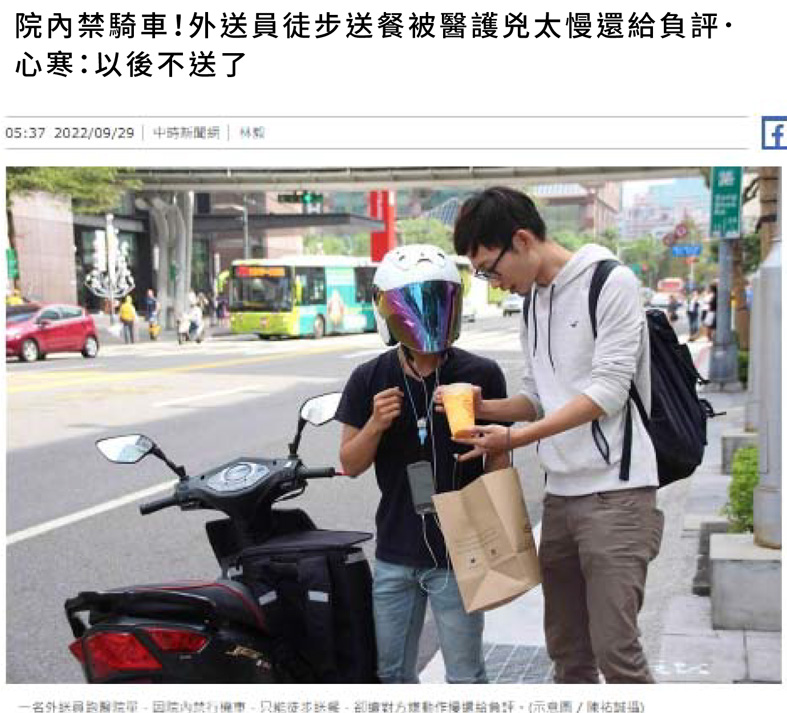 院內禁騎車!外送員徒步送餐被醫護兇太慢還給負評·
心寒:以後不送了
05:37 2022/09/29 | 中時新聞網 | 林毅
f
路
一名外送員跑醫院單,因院內禁行機車,只能徒步送餐,卻遭對方嫌動作慢還給負評。(示意圖 / 陳祐誠攝)